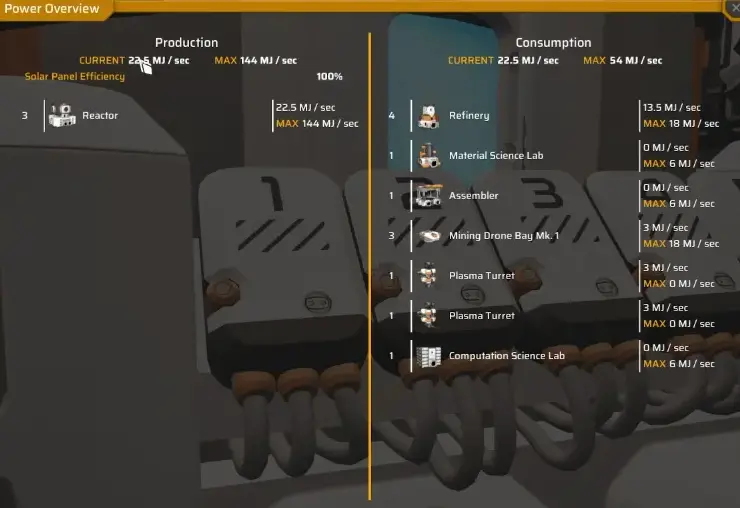 Power Overview
Production
CURRENT 22.5 MJ / sec MAX 144 MJ / sec
Solar Panel Efficiency 100%
3 Reactor 22.5 MJ / sec
MAX 144 MJ / sec
Consumption
CURRENT 22.5 MJ / sec MAX 54 MJ / sec
4 Refinery 13.5 MJ / sec
MAX 18 MJ / sec
1 Material Science Lab 0 MJ / sec
MAX 6 MJ / sec
1 Assembler 0 MJ / sec
MAX 6 MJ / sec
3 Mining Drone Bay Mk. 1 3 MJ / sec
MAX 18 MJ / sec
1 Plasma Turret 3 MJ / sec
MAX 0 MJ / sec
1 Plasma Turret 3 MJ / sec
MAX 0 MJ / sec
1 Computation Science Lab 0 MJ / sec
MAX 6 MJ / sec
1
2
3